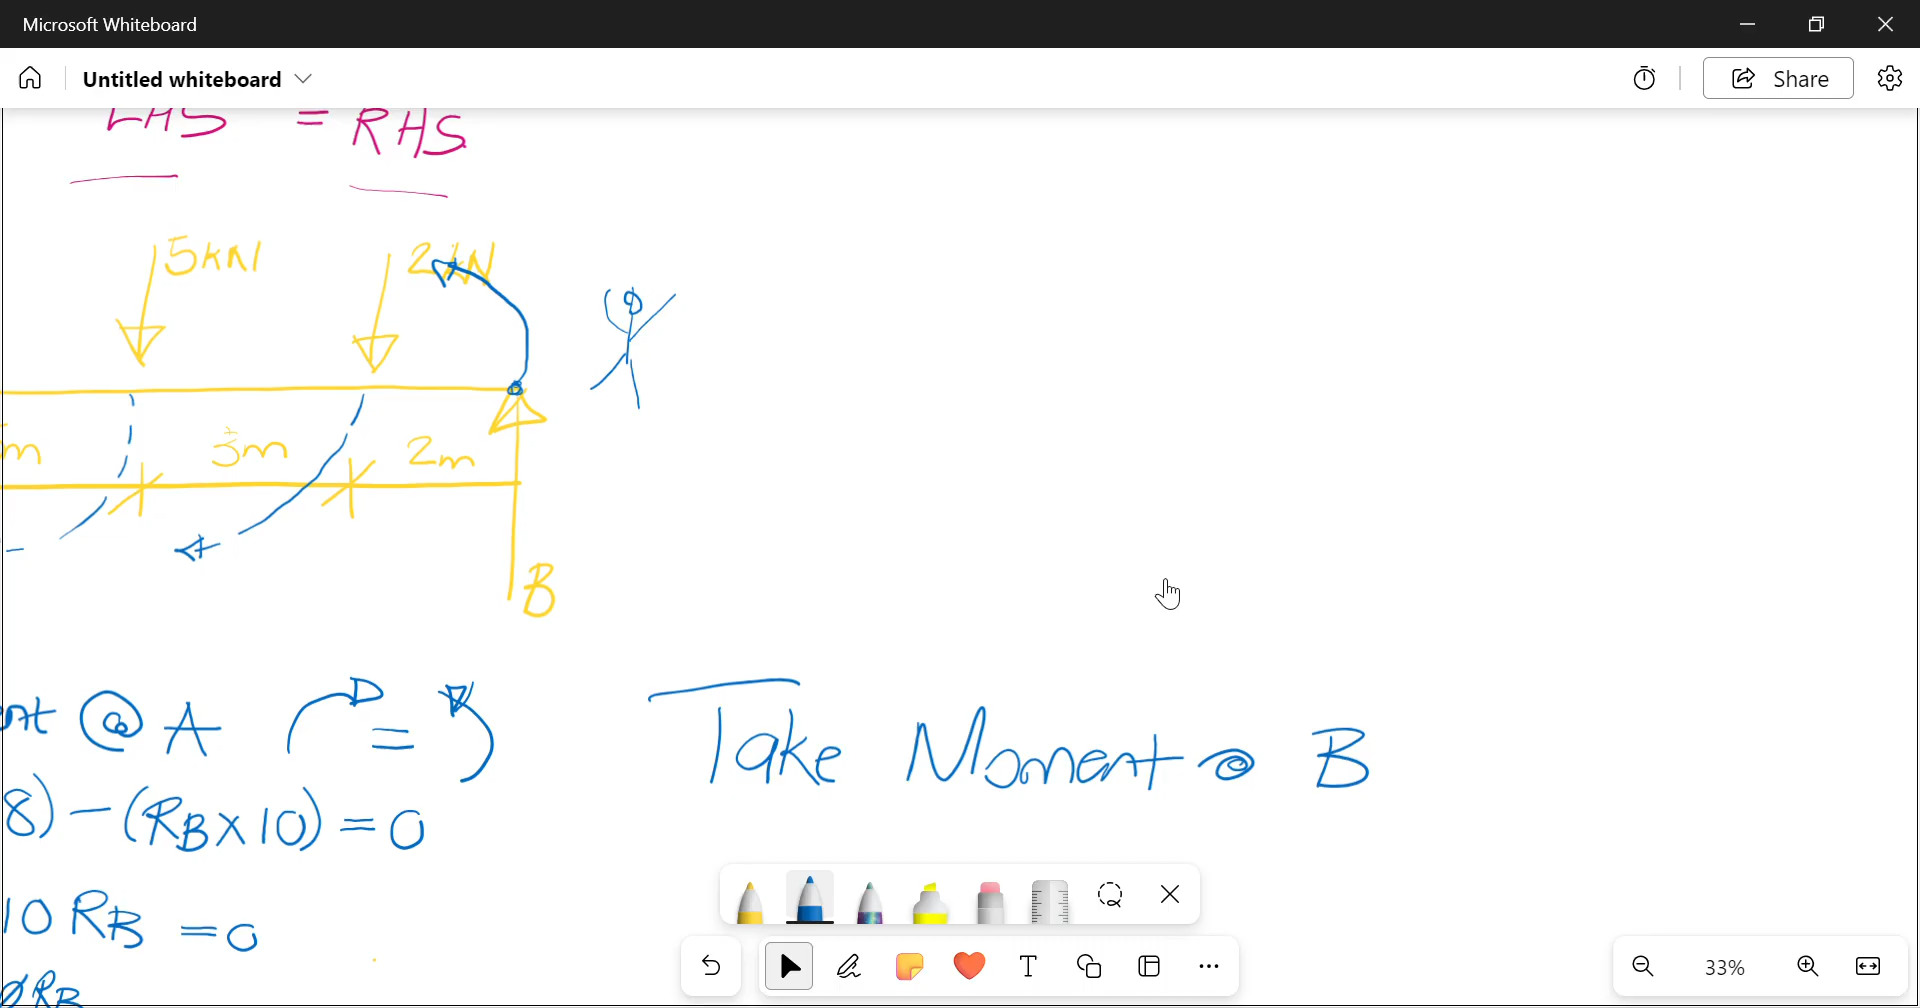 Microsoft Whiteboard
Untitled whiteboard
Share
LHS = RHS
5kN 2kN
m 3m 2m
B
@ A = Take Moment @ B
8) - (RB X 10) = 0
10 RB = 0
RB
T
33%